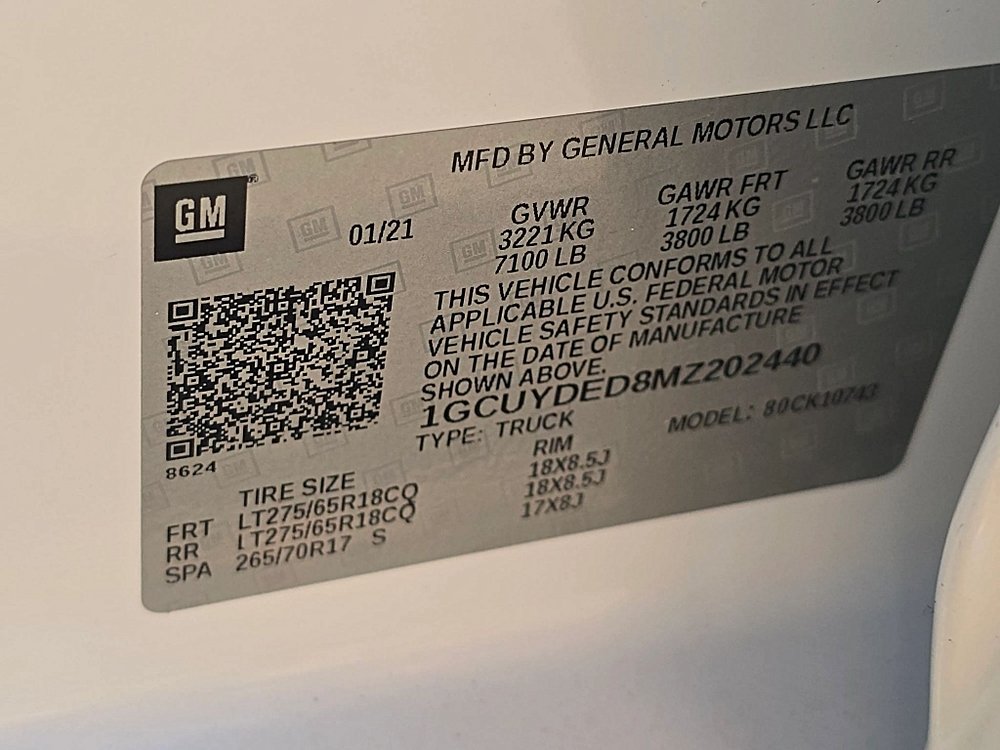 MFD BY GENERAL MOTORS LLC
GM®
01/21
GVWR GAWR FRT GAWR RR
3221 KG 1724 KG 1724 KG
7100 LB 3800 LB 3800 LB
THIS VEHICLE CONFORMS TO ALL
APPLICABLE U.S. FEDERAL MOTOR
VEHICLE SAFETY STANDARDS IN EFFECT
ON THE DATE OF MANUFACTURE
SHOWN ABOVE.
1GCUYDED8MZ202440
TYPE: TRUCK MODEL: 80CK10743
8624
TIRE SIZE RIM
FRT LT275/65R18CQ 18X8.5J
RR LT275/65R18CQ 18X8.5J
SPA 265/70R17 S 17X8J